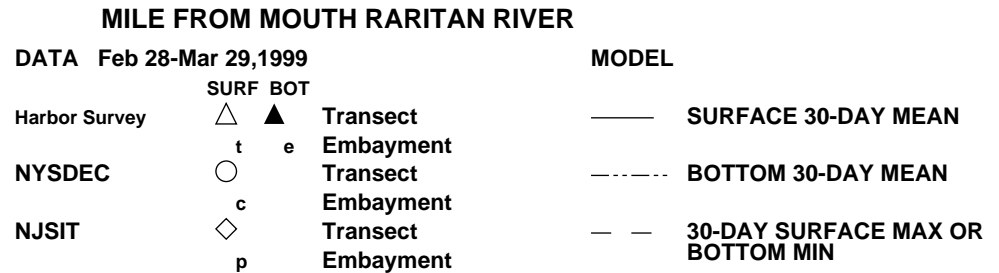 MILE FROM MOUTH RARITAN RIVER
DATA Feb 28-Mar 29,1999 MODEL
SURF BOT
Harbor Survey Transect SURFACE 30-DAY MEAN
t e Embayment
NYSDEC Transect BOTTOM 30-DAY MEAN
c Embayment
NJSIT Transect 30-DAY SURFACE MAX OR
BOTTOM MIN
p Embayment